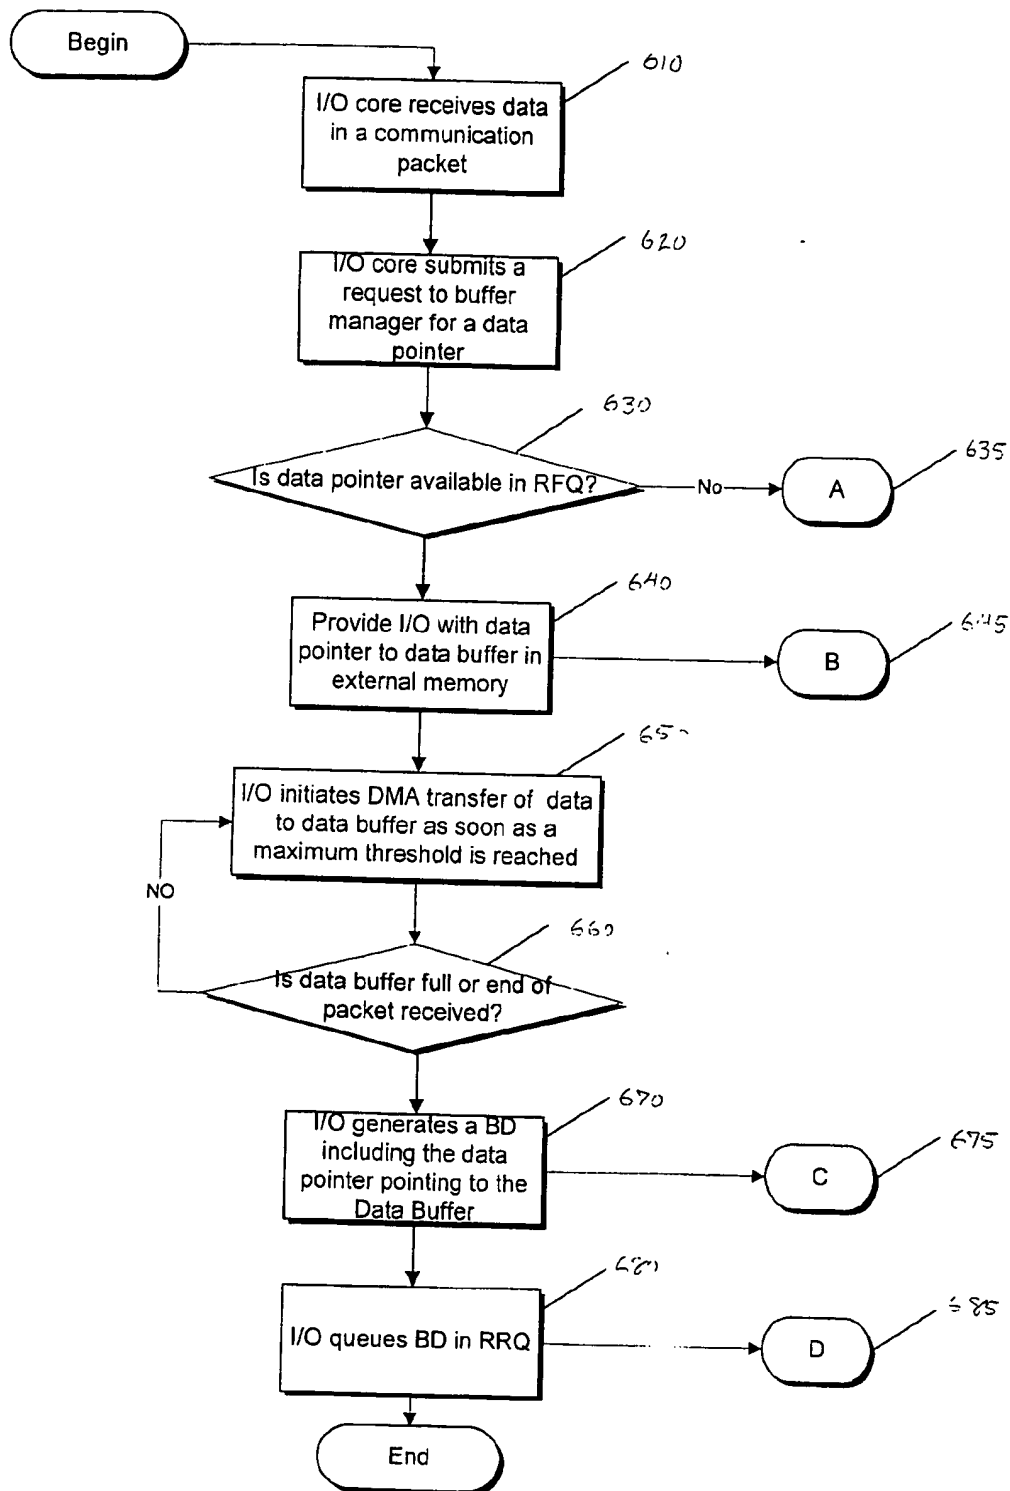 Begin
610
I/O core receives data
in a communication
packet
620
I/O core submits a
request to buffer
manager for a data
pointer
630
Is data pointer available in RFQ?
No
A
635
640
Provide I/O with data
pointer to data buffer in
external memory
B
645
I/O initiates DMA transfer of data
to data buffer as soon as a
maximum threshold is reached
NO
660
Is data buffer full or end of
packet received?
670
I/O generates a BD
including the data
pointer pointing to the
Data Buffer
C
675
680
I/O queues BD in RRQ
D
685
End